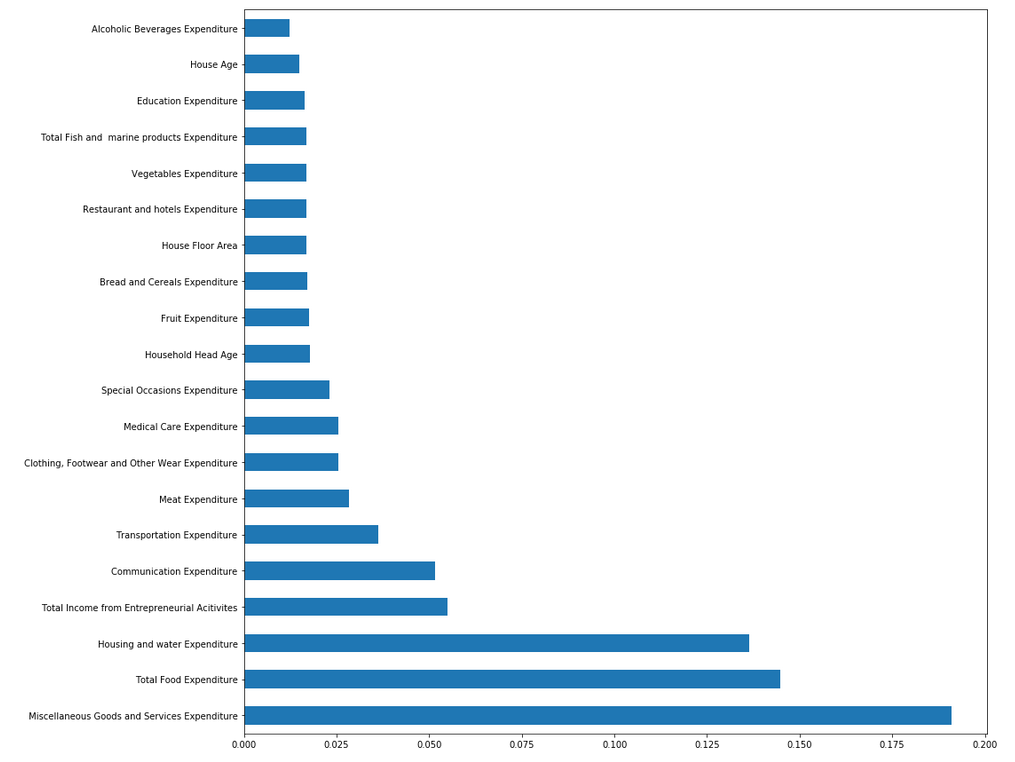 Alcoholic Beverages Expenditure
House Age
Education Expenditure
Total Fish and  marine products Expenditure
Vegetables Expenditure
Restaurant and hotels Expenditure
House Floor Area
Bread and Cereals Expenditure
Fruit Expenditure
Household Head Age
Special Occasions Expenditure
Medical Care Expenditure
Clothing, Footwear and Other Wear Expenditure
Meat Expenditure
Transportation Expenditure
Communication Expenditure
Total Income from Entrepreneurial Acitivites
Housing and water Expenditure
Total Food Expenditure
Miscellaneous Goods and Services Expenditure
0.000 0.025 0.050 0.075 0.100 0.125 0.150 0.175 0.200